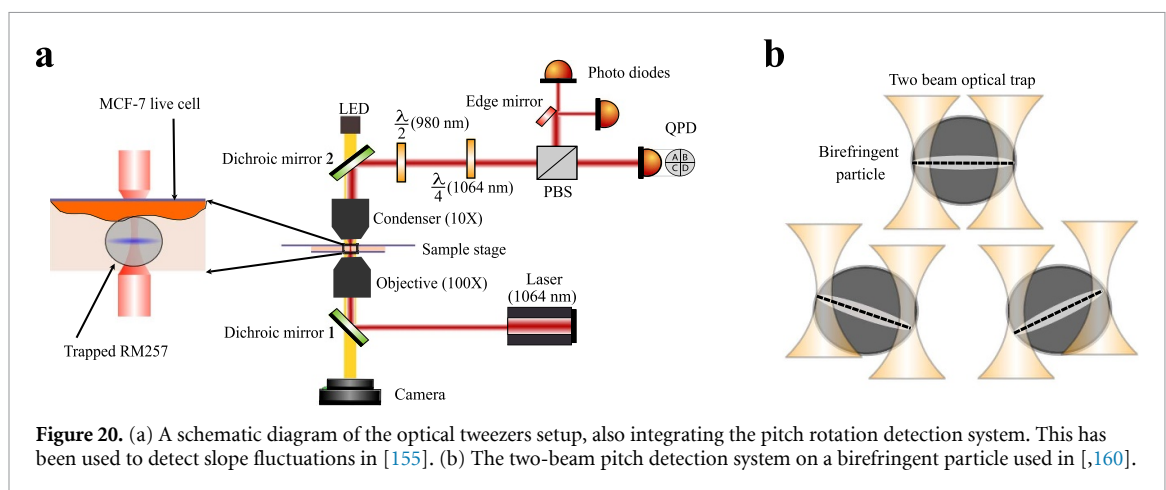 a
MCF-7 live cell
Trapped RM257
LED
Dichroic mirror 2
λ/2 (980 nm)
λ/4 (1064 nm)
Condenser (10X)
Sample stage
Objective (100X)
Dichroic mirror 1
Camera
Laser
(1064 nm)
Edge mirror
Photo diodes
PBS
QPD
A B
C D
b
Two beam optical trap
Birefringent
particle
Figure 20. (a) A schematic diagram of the optical tweezers setup, also integrating the pitch rotation detection system. This has
been used to detect slope fluctuations in [155]. (b) The two-beam pitch detection system on a birefringent particle used in [,160].